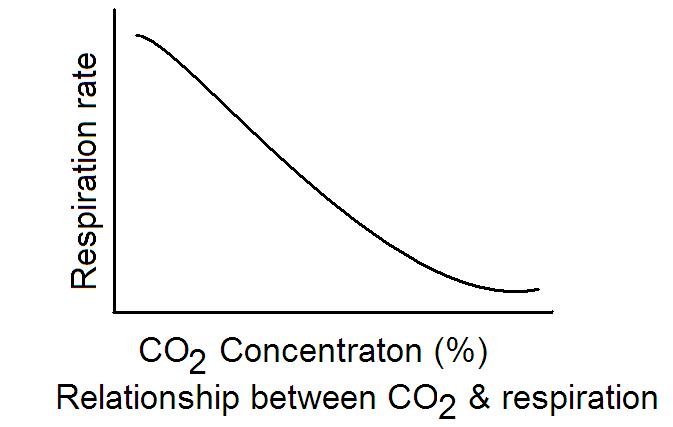 Respiration rate
CO2 Concentraton (%)
Relationship between CO2 & respiration